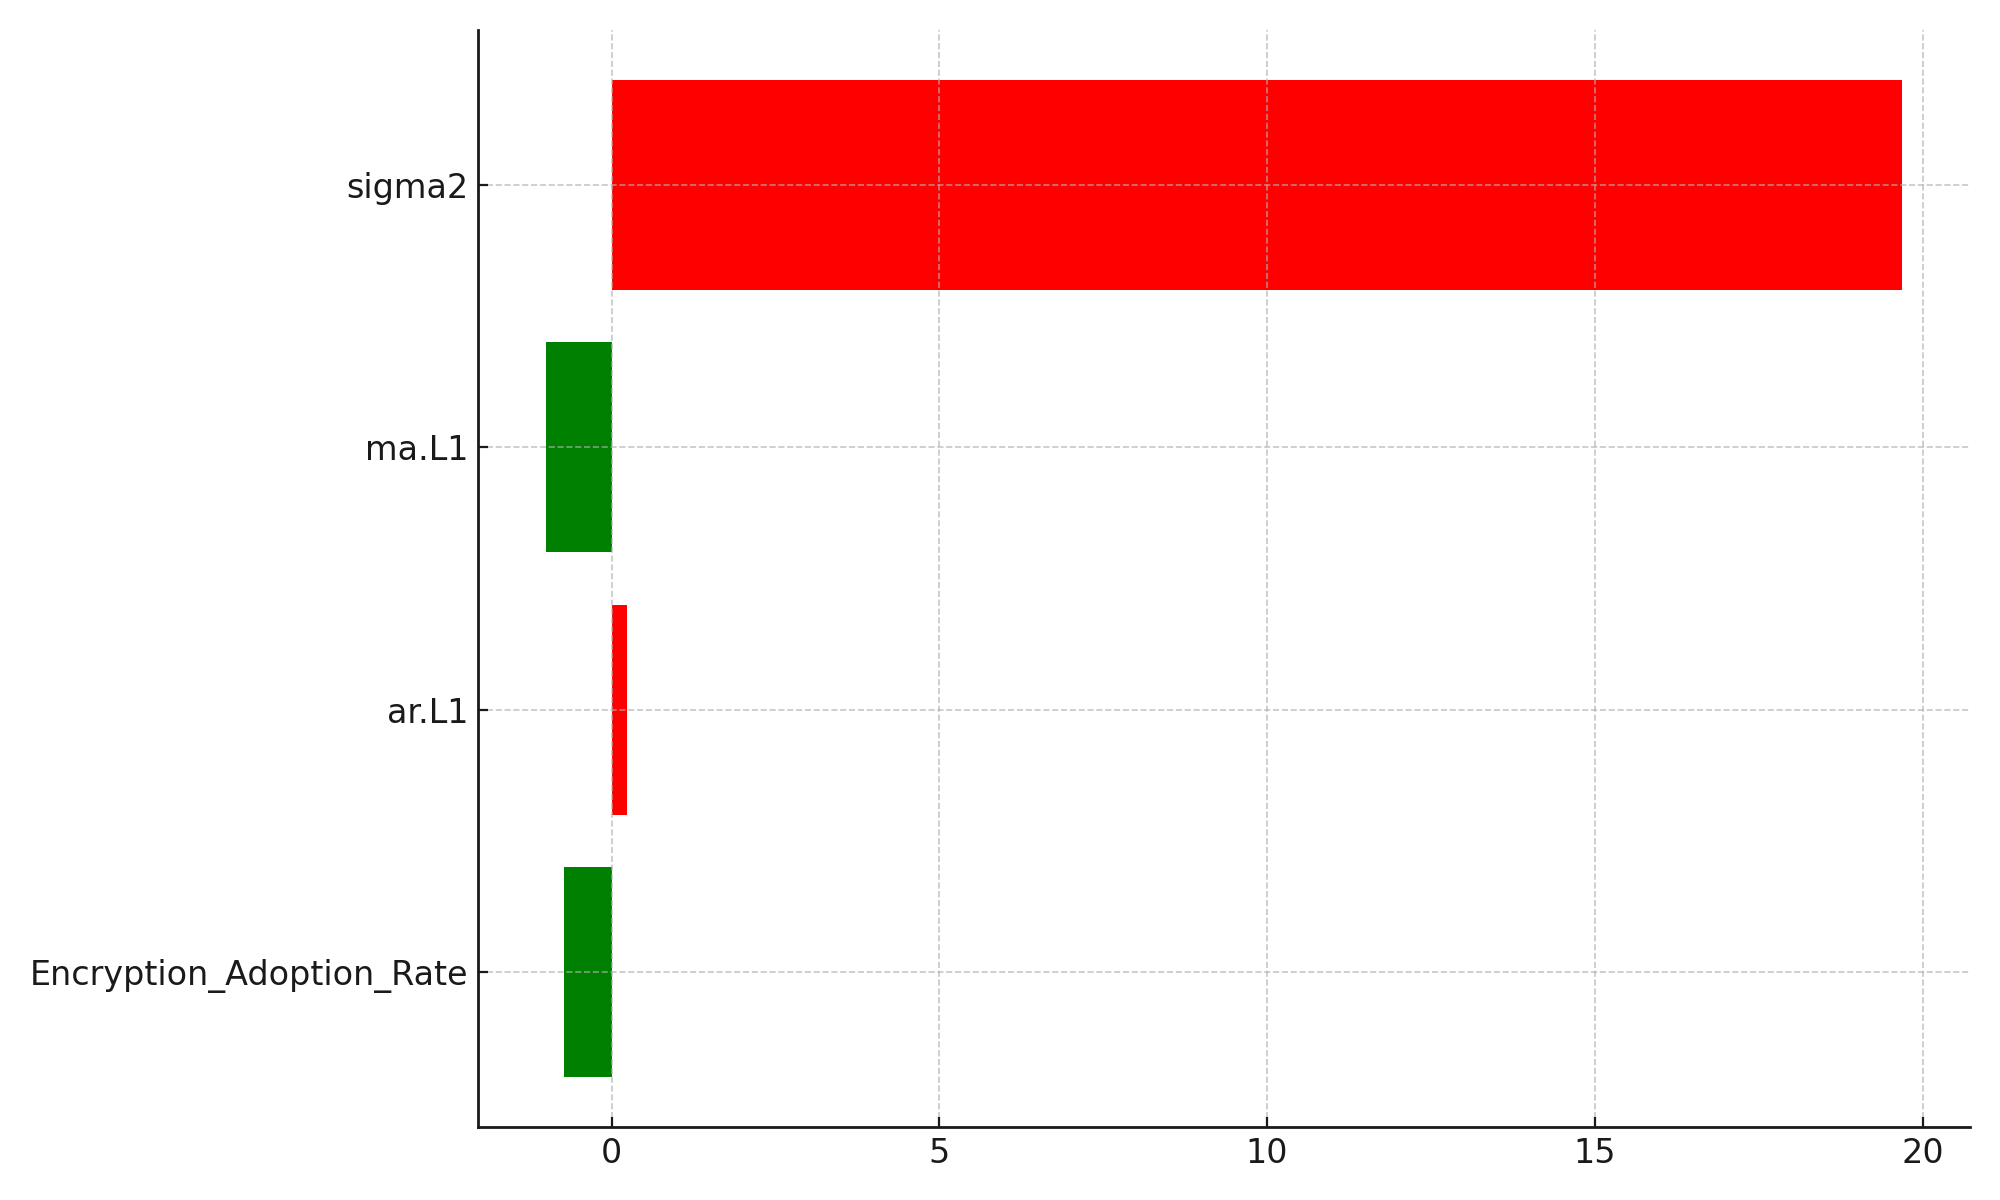 sigma2
ma.L1
ar.L1
Encryption_Adoption_Rate
0 5 10 15 20